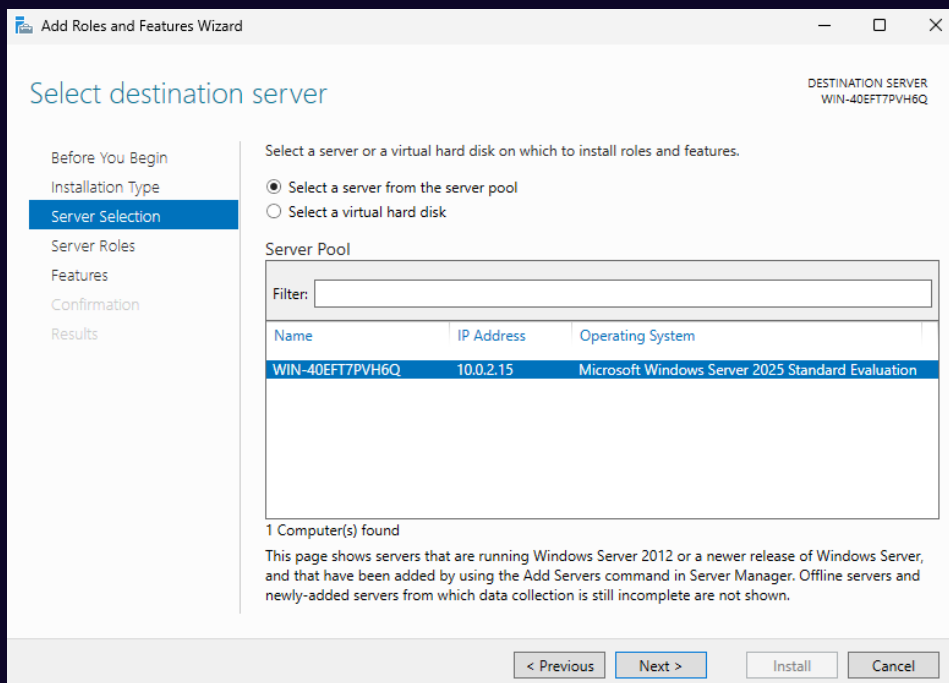 Add Roles and Features Wizard
Select destination server
DESTINATION SERVER
WIN-40EFT7PVH6Q
Before You Begin
Installation Type
Server Selection
Server Roles
Features
Confirmation
Results
Select a server or a virtual hard disk on which to install roles and features.
Select a server from the server pool
Select a virtual hard disk
Server Pool
Filter:
Name IP Address Operating System
WIN-40EFT7PVH6Q 10.0.2.15 Microsoft Windows Server 2025 Standard Evaluation
1 Computer(s) found
This page shows servers that are running Windows Server 2012 or a newer release of Windows Server,
and that have been added by using the Add Servers command in Server Manager. Offline servers and
newly-added servers from which data collection is still incomplete are not shown.
< Previous Next > Install Cancel